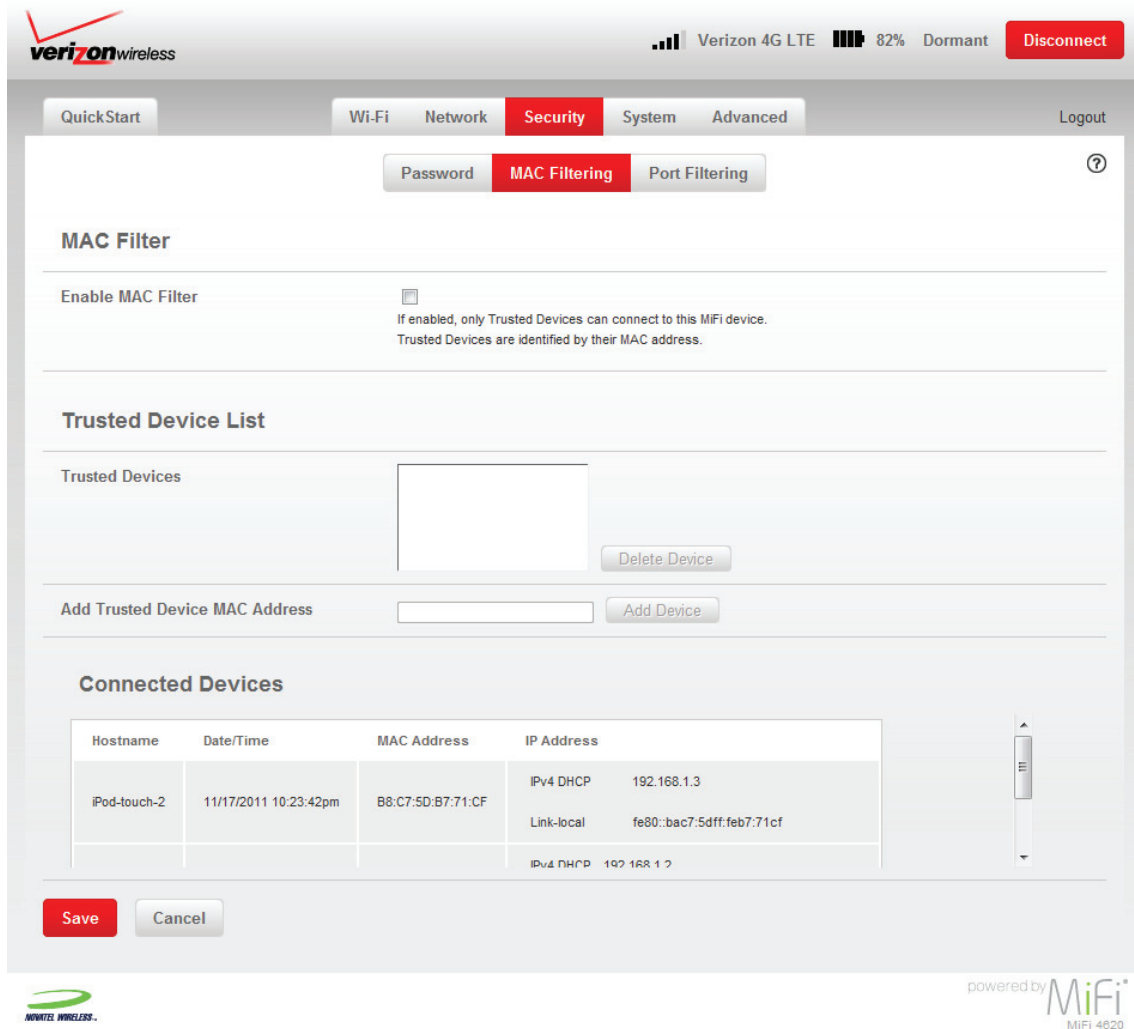 verizonwireless
Verizon 4G LTE 82% Dormant Disconnect
QuickStart Wi-Fi Network Security System Advanced Logout
Password MAC Filtering Port Filtering ?
MAC Filter
Enable MAC Filter
If enabled, only Trusted Devices can connect to this MiFi device.
Trusted Devices are identified by their MAC address.
Trusted Device List
Trusted Devices
Delete Device
Add Trusted Device MAC Address Add Device
Connected Devices
Hostname Date/Time MAC Address IP Address
IPv4 DHCP 192.168.1.3
iPod-touch-2 11/17/2011 10:23:42pm B8:C7:5D:B7:71:CF
Link-local fe80::bac7:5dff:feb7:71cf
IPv4 DHCP 192.168.1.2
Save Cancel
NOVATEL WIRELESS
powered by MiFi
MiFi 4620